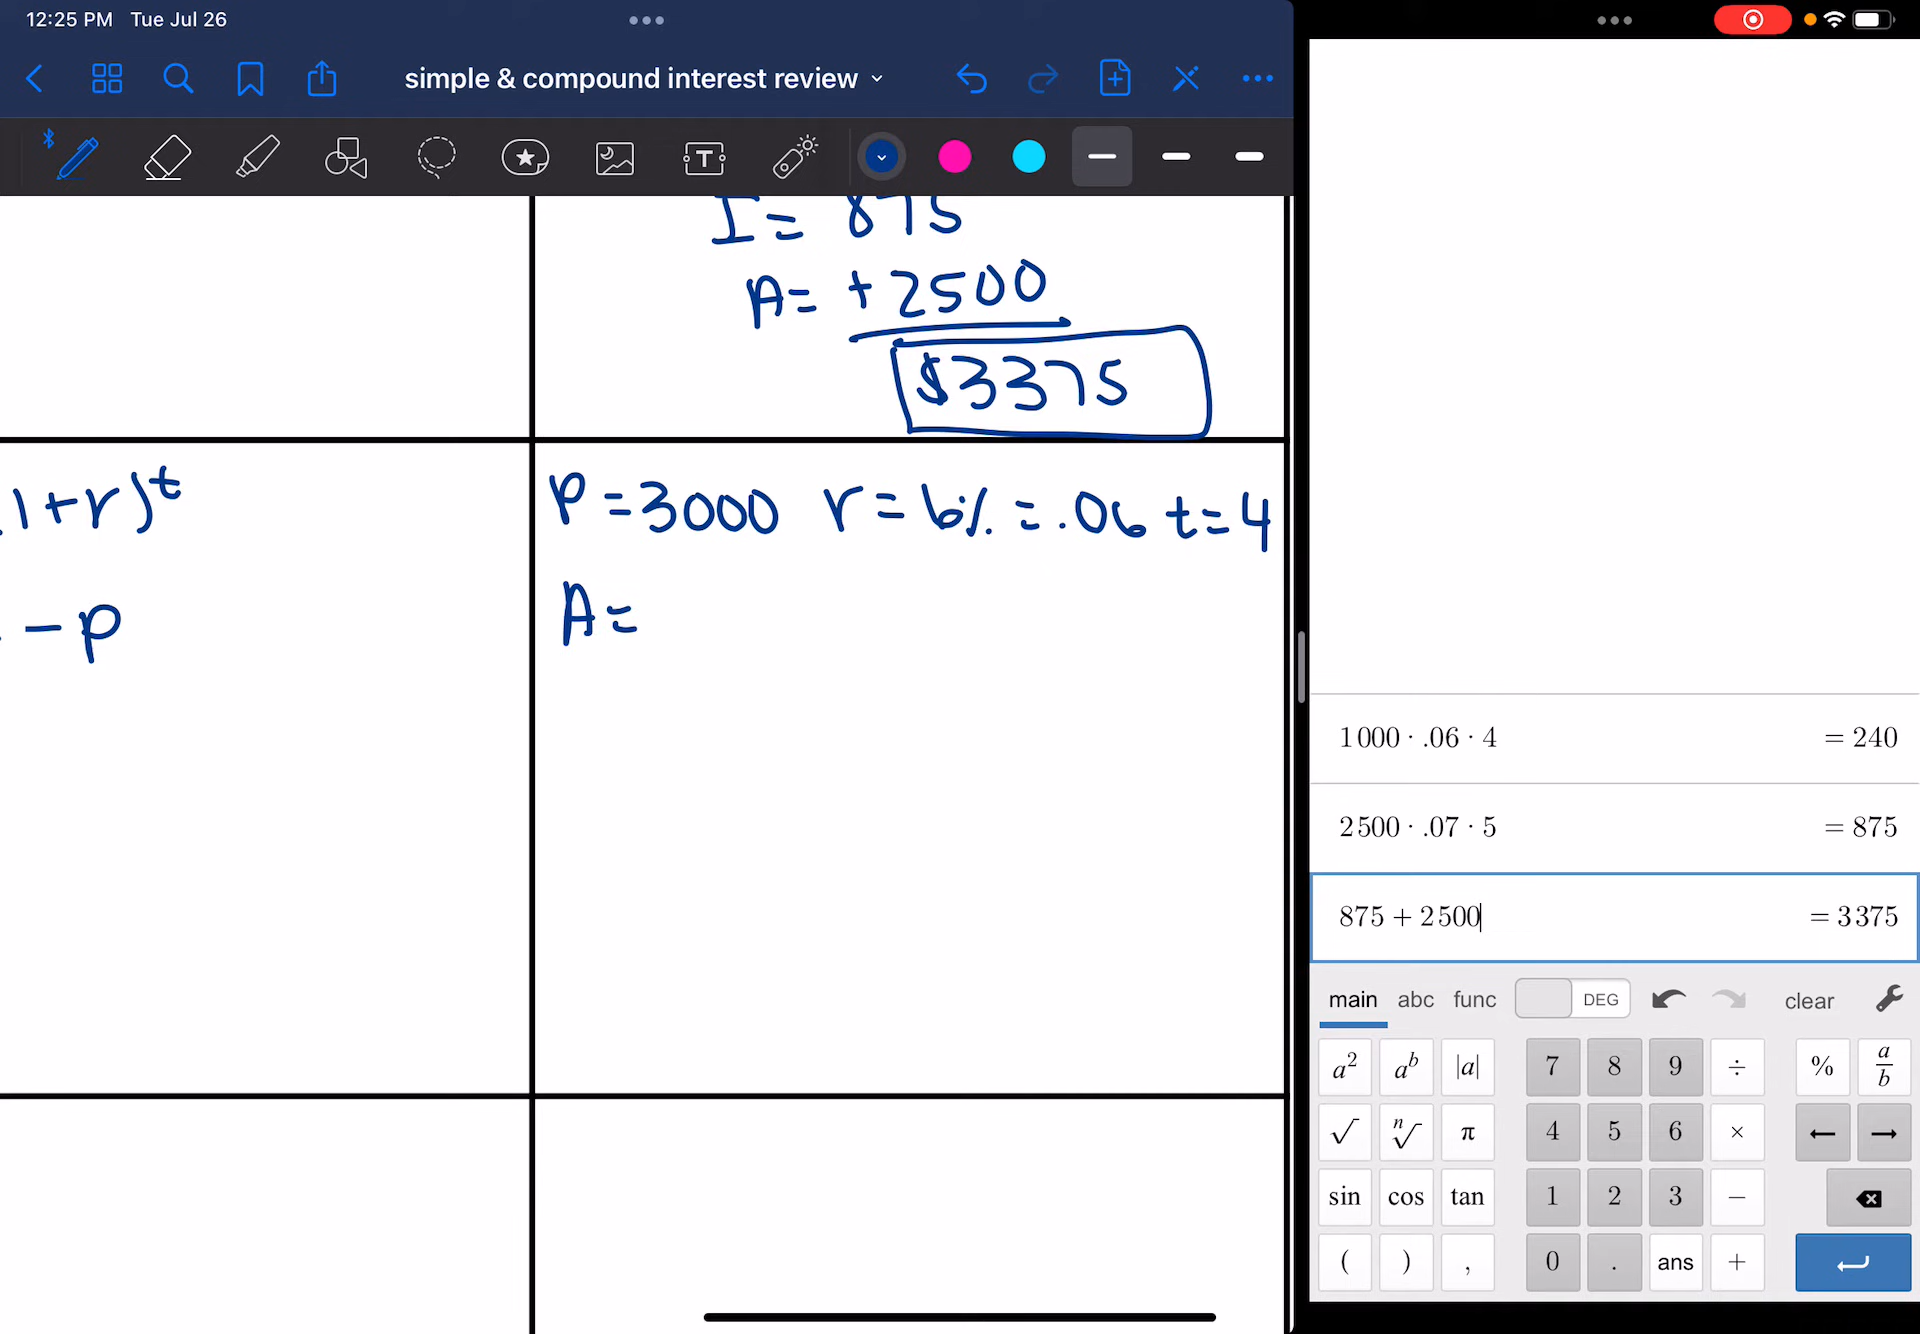 12:25 PM Tue Jul 26
simple & compound interest review
I = 875
A = +2500
$3375
(1+r)^t
- p
P = 3000 r = 6% = .06 t = 4
A =
1000 · .06 · 4 = 240
2500 · .07 · 5 = 875
875 + 2500 = 3375
main abc func DEG clear
a² aᵇ |a| 7 8 9 ÷ % a/b
√ ⁿ√ π 4 5 6 × ← →
sin cos tan 1 2 3 −
( ) , 0 . ans +